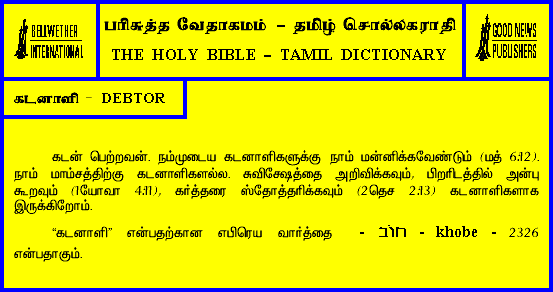 BELLWETHER
INTERNATIONAL
பரிசுத்த வேதாகமம் – தமிழ் சொல்லகராதி
THE HOLY BIBLE – TAMIL DICTIONARY
GOOD NEWS
PUBLISHERS
கடனாளி – DEBTOR
கடன் பெற்றவன். நம்முடைய கடனாளிகளுக்கு நாம் மன்னிக்கவேண்டும் (மத் 6:12).
நாம் மாம்சத்திற்கு கடனாளிகளல்ல. சுவிசேஷத்தை அறிவிக்கவும், பிறரிடத்தில் அன்பு
கூறவும் (1யோவா 4:11), கர்த்தரை ஸ்தோத்தரிக்கவும் (2தெச 2:13) கடனாளிகளாக
இருக்கிறோம்.
“கடனாளி” என்பதற்கான எபிரெய வார்த்தை - חוֹב - khobe - 2326
என்பதாகும்.